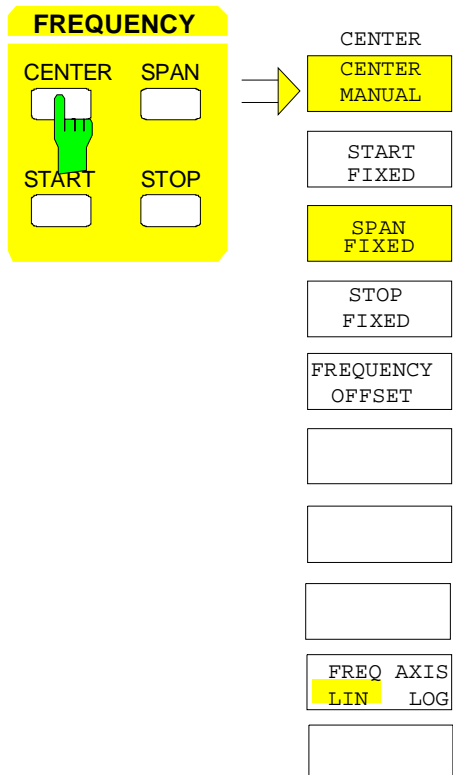 FREQUENCY
CENTER SPAN
START STOP
CENTER
CENTER
MANUAL
START
FIXED
SPAN
FIXED
STOP
FIXED
FREQUENCY
OFFSET
FREQ AXIS
LIN LOG